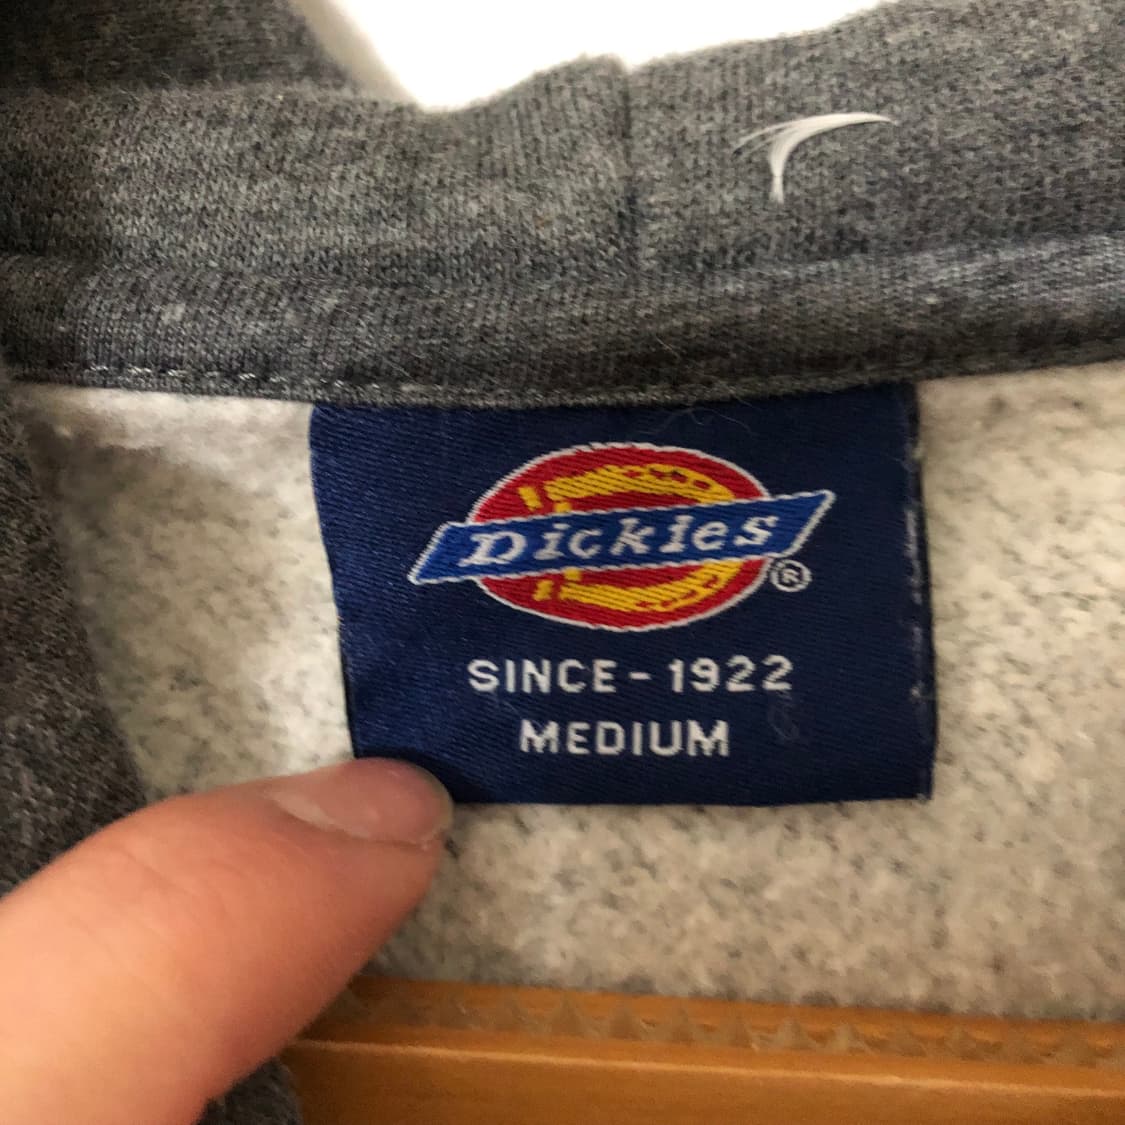 Dickies
®
SINCE - 1922
MEDIUM